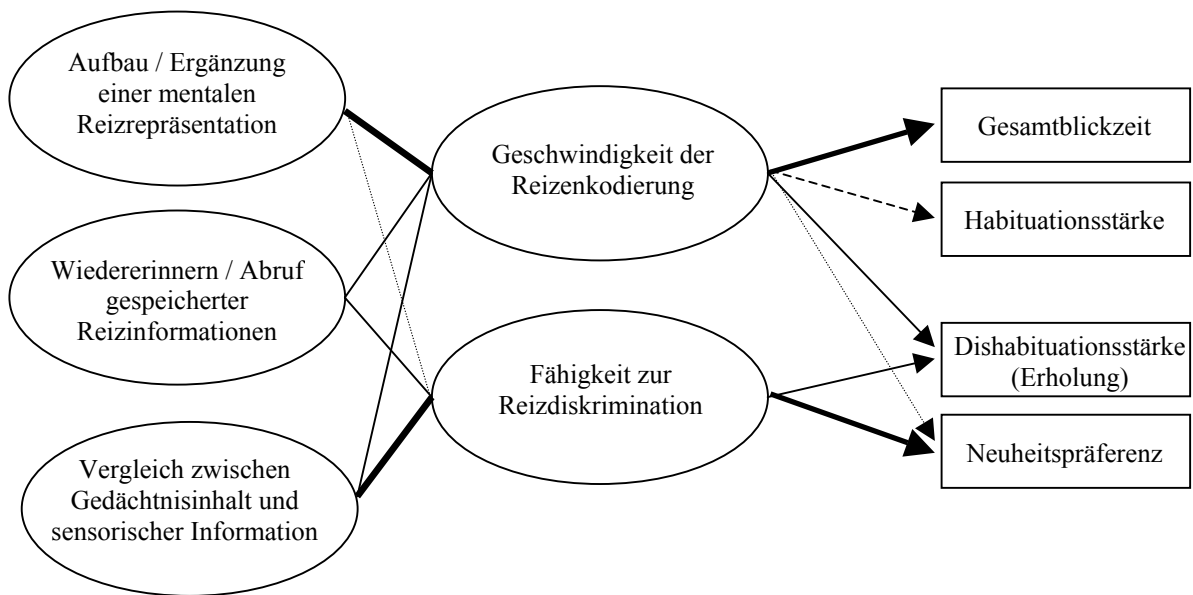 Aufbau / Ergänzung
einer mentalen
Reizrepräsentation
Wiedererinnern / Abruf
gespeicherter
Reizinformationen
Vergleich zwischen
Gedächtnisinhalt und
sensorischer Information
Geschwindigkeit der
Reizenkodierung
Fähigkeit zur
Reizdiskrimination
Gesamtblickzeit
Habituationsstärke
Dishabituationsstärke
(Erholung)
Neuheitspräferenz